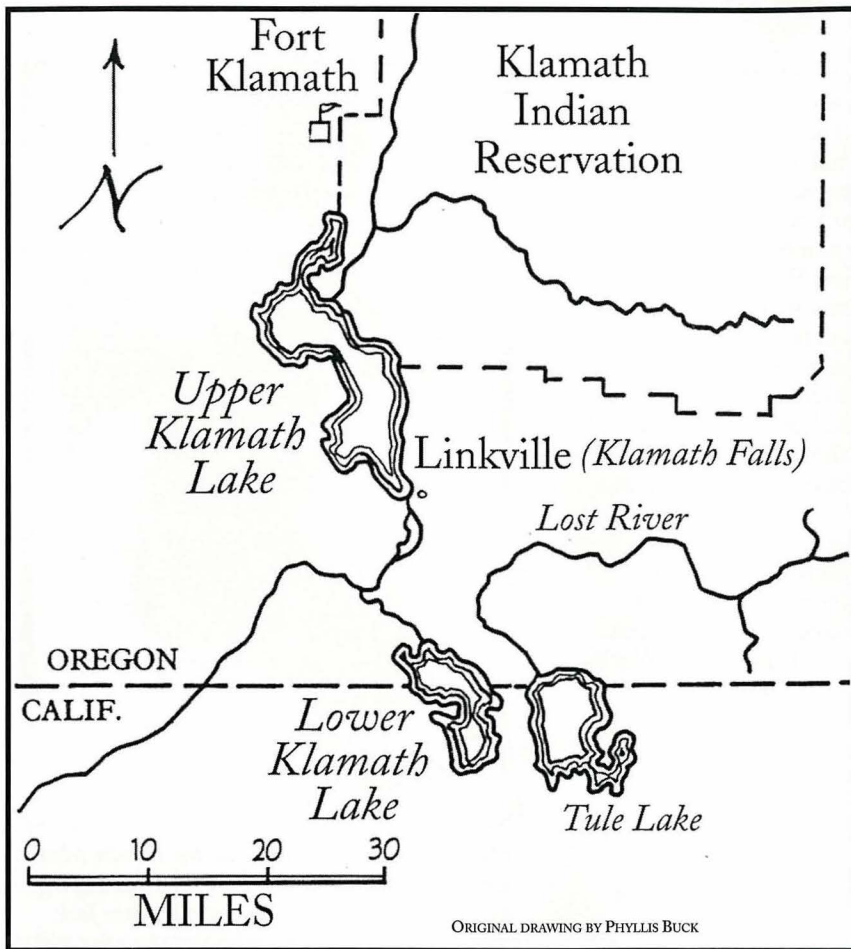 Fort
Klamath
Klamath
Indian
Reservation
N
Upper
Klamath
Lake
Linkville (Klamath Falls)
Lost River
OREGON
CALIF.
Lower
Klamath
Lake
Tule Lake
0 10 20 30
MILES
ORIGINAL DRAWING BY PHYLLIS BUCK